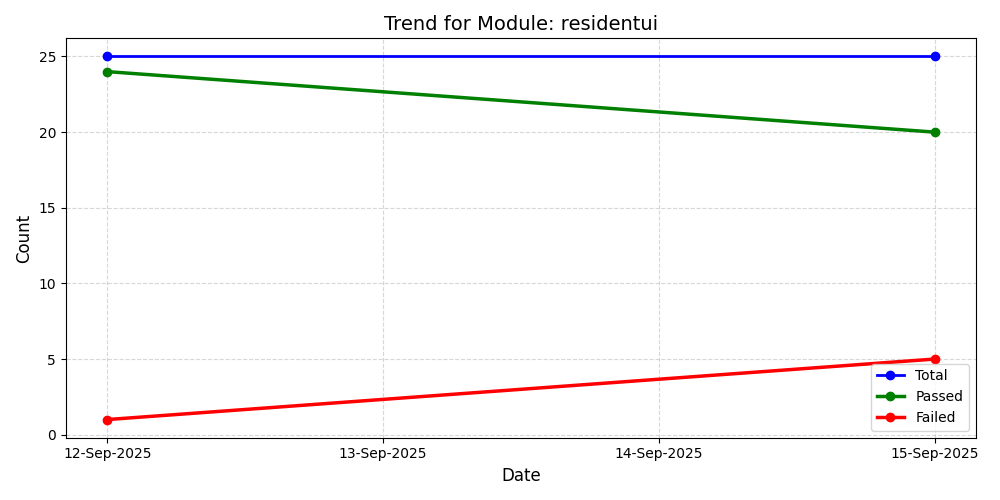 Trend for Module: residentui
Count
25
20
15
10
5
0
Total
Passed
Failed
12-Sep-2025
13-Sep-2025
14-Sep-2025
15-Sep-2025
Date